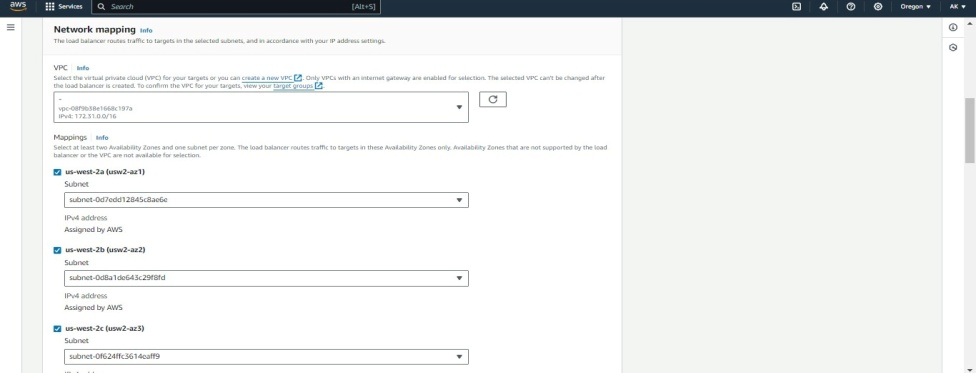 aws Services Search [Alt+S] Oregon ▼ AK ▼
Network mapping Info
The load balancer routes traffic to targets in the selected subnets, and in accordance with your IP address settings.
VPC Info
Select the virtual private cloud (VPC) for your targets or you can create a new VPC. Only VPCs with an internet gateway are enabled for selection. The selected VPC can't be changed after
the load balancer is created. To confirm the VPC for your targets, view your target groups.
-
vpc-08f9b38e1668c197a
IPv4: 172.31.0.0/16
Mappings Info
Select at least two Availability Zones and one subnet per zone. The load balancer routes traffic to targets in these Availability Zones only. Availability Zones that are not supported by the load
balancer or the VPC are not available for selection.
us-west-2a (usw2-az1)
Subnet
subnet-0d7edd12845c8ae6e
IPv4 address
Assigned by AWS
us-west-2b (usw2-az2)
Subnet
subnet-0d8a1de643c29f8fd
IPv4 address
Assigned by AWS
us-west-2c (usw2-az3)
Subnet
subnet-0f624ffc3614eaff9